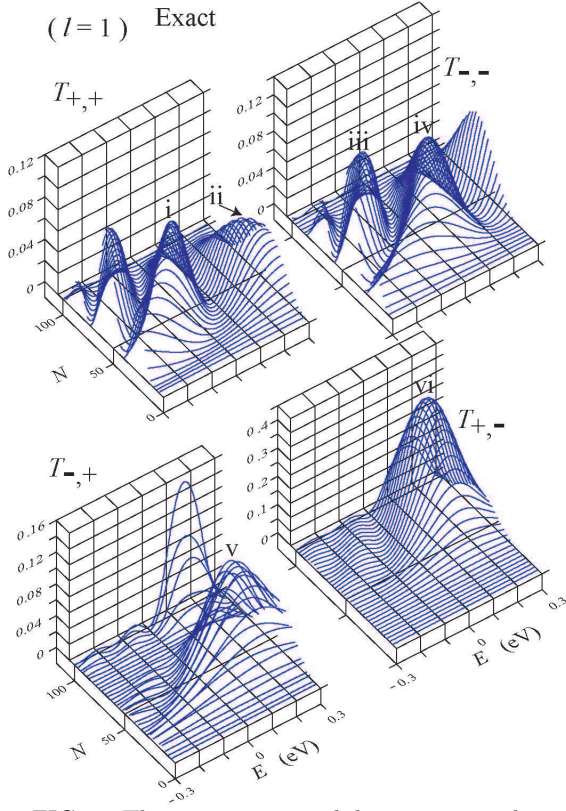 ( l = 1 ) Exact
T+,+
0.12
0.08
0.04
0
i
ii
100
50
0
N
T-,-
0.12
0.08
0.04
0
iii
iv
T-,+
0.16
0.12
0.08
0.04
0
v
100
50
0
N
-0.3
0
0.3
E (eV)
T+,-
0.4
0.3
0.2
0.1
0
vi
-0.3
0
0.3
E (eV)